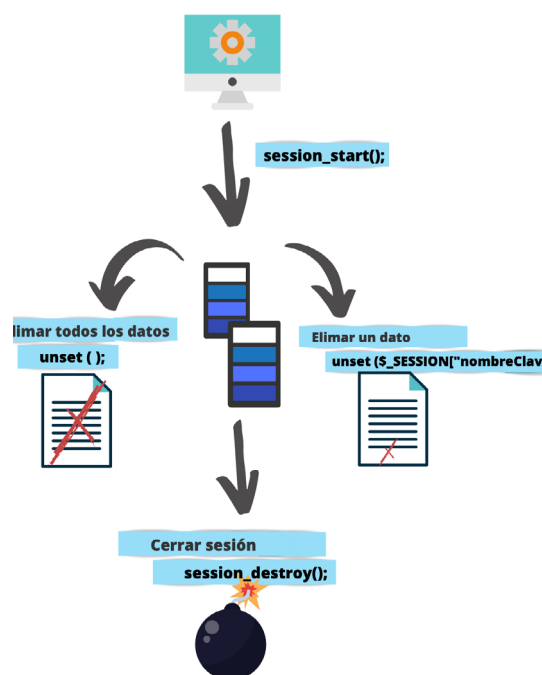 session_start();
limar todos los datos
unset ( );
Elimar un dato
unset ($_SESSION["nombreClav
Cerrar sesión
session_destroy();